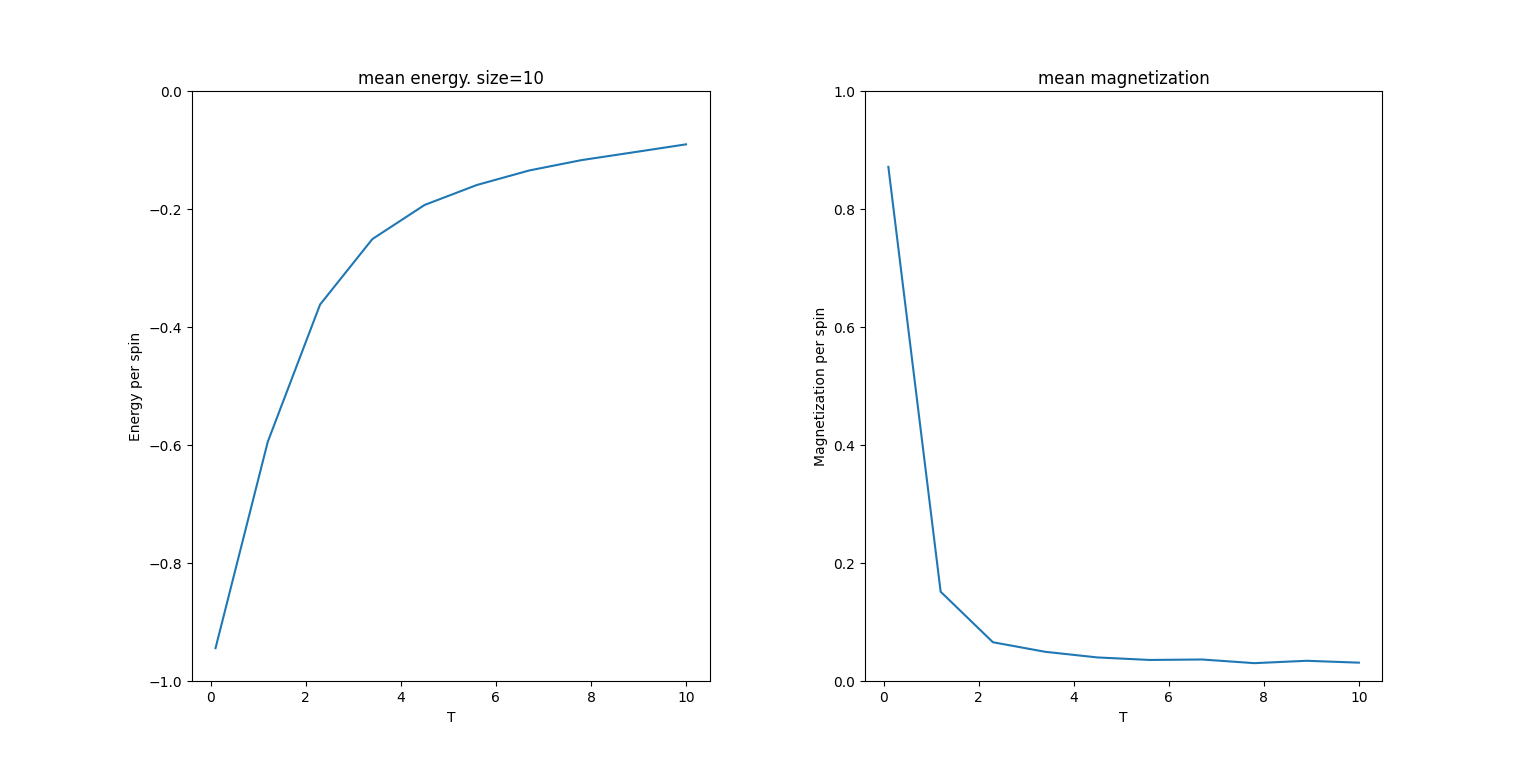 mean energy. size=10
0.0
−0.2
−0.4
−0.6
−0.8
−1.0
Energy per spin
0 2 4 6 8 10
T
mean magnetization
1.0
0.8
0.6
0.4
0.2
0.0
Magnetization per spin
0 2 4 6 8 10
T